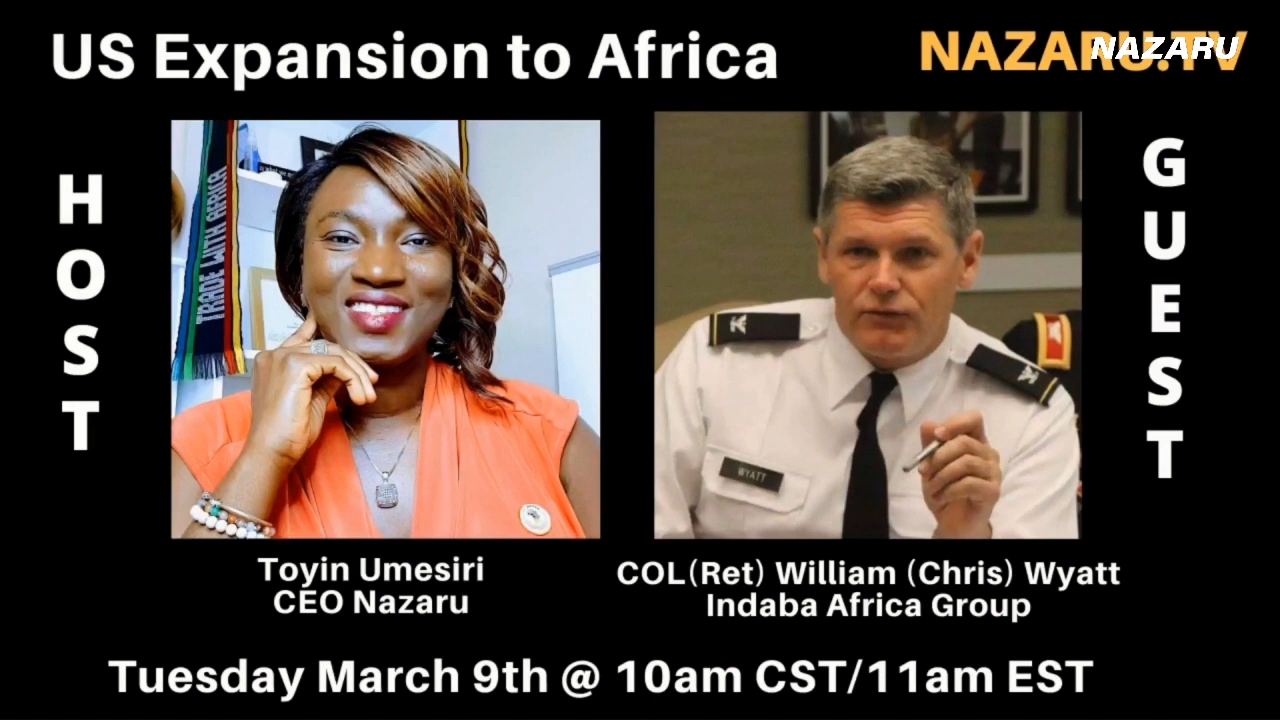 US Expansion to Africa
NAZARU.TV
NAZARU
HOST
GUEST
TRADE WITH AFRICA
WYATT
Toyin Umesiri
CEO Nazaru
COL(Ret) William (Chris) Wyatt
Indaba Africa Group
Tuesday March 9th @ 10am CST/11am EST